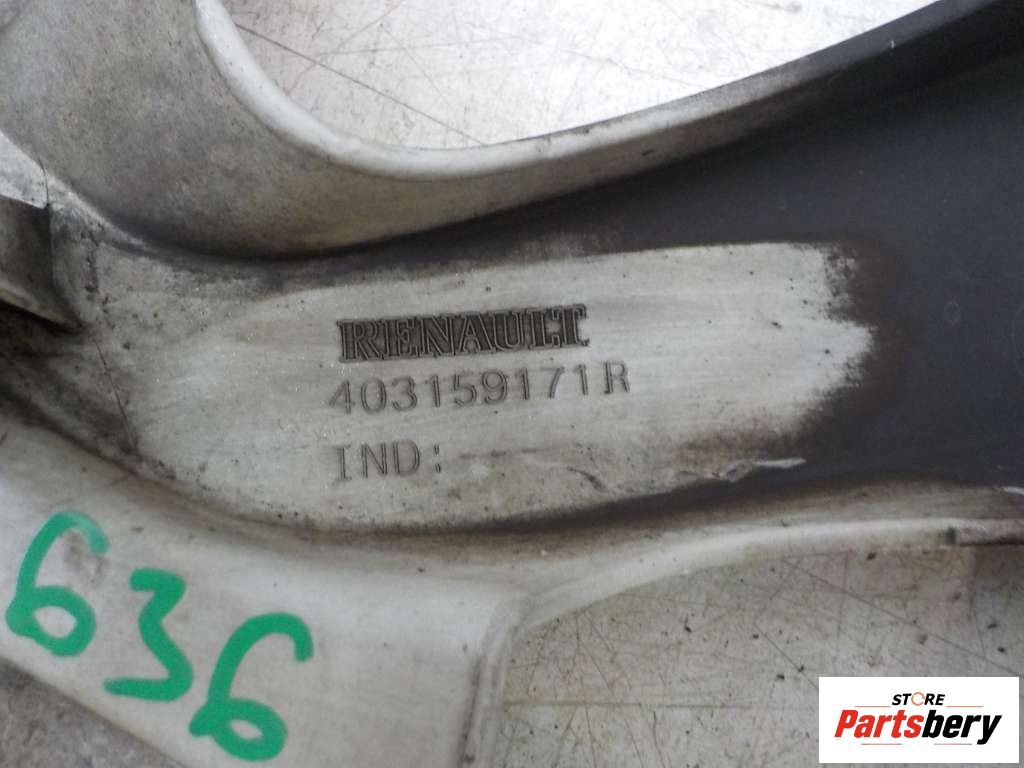 RENAULT
403159171R
IND:
636
STORE
Partsbery